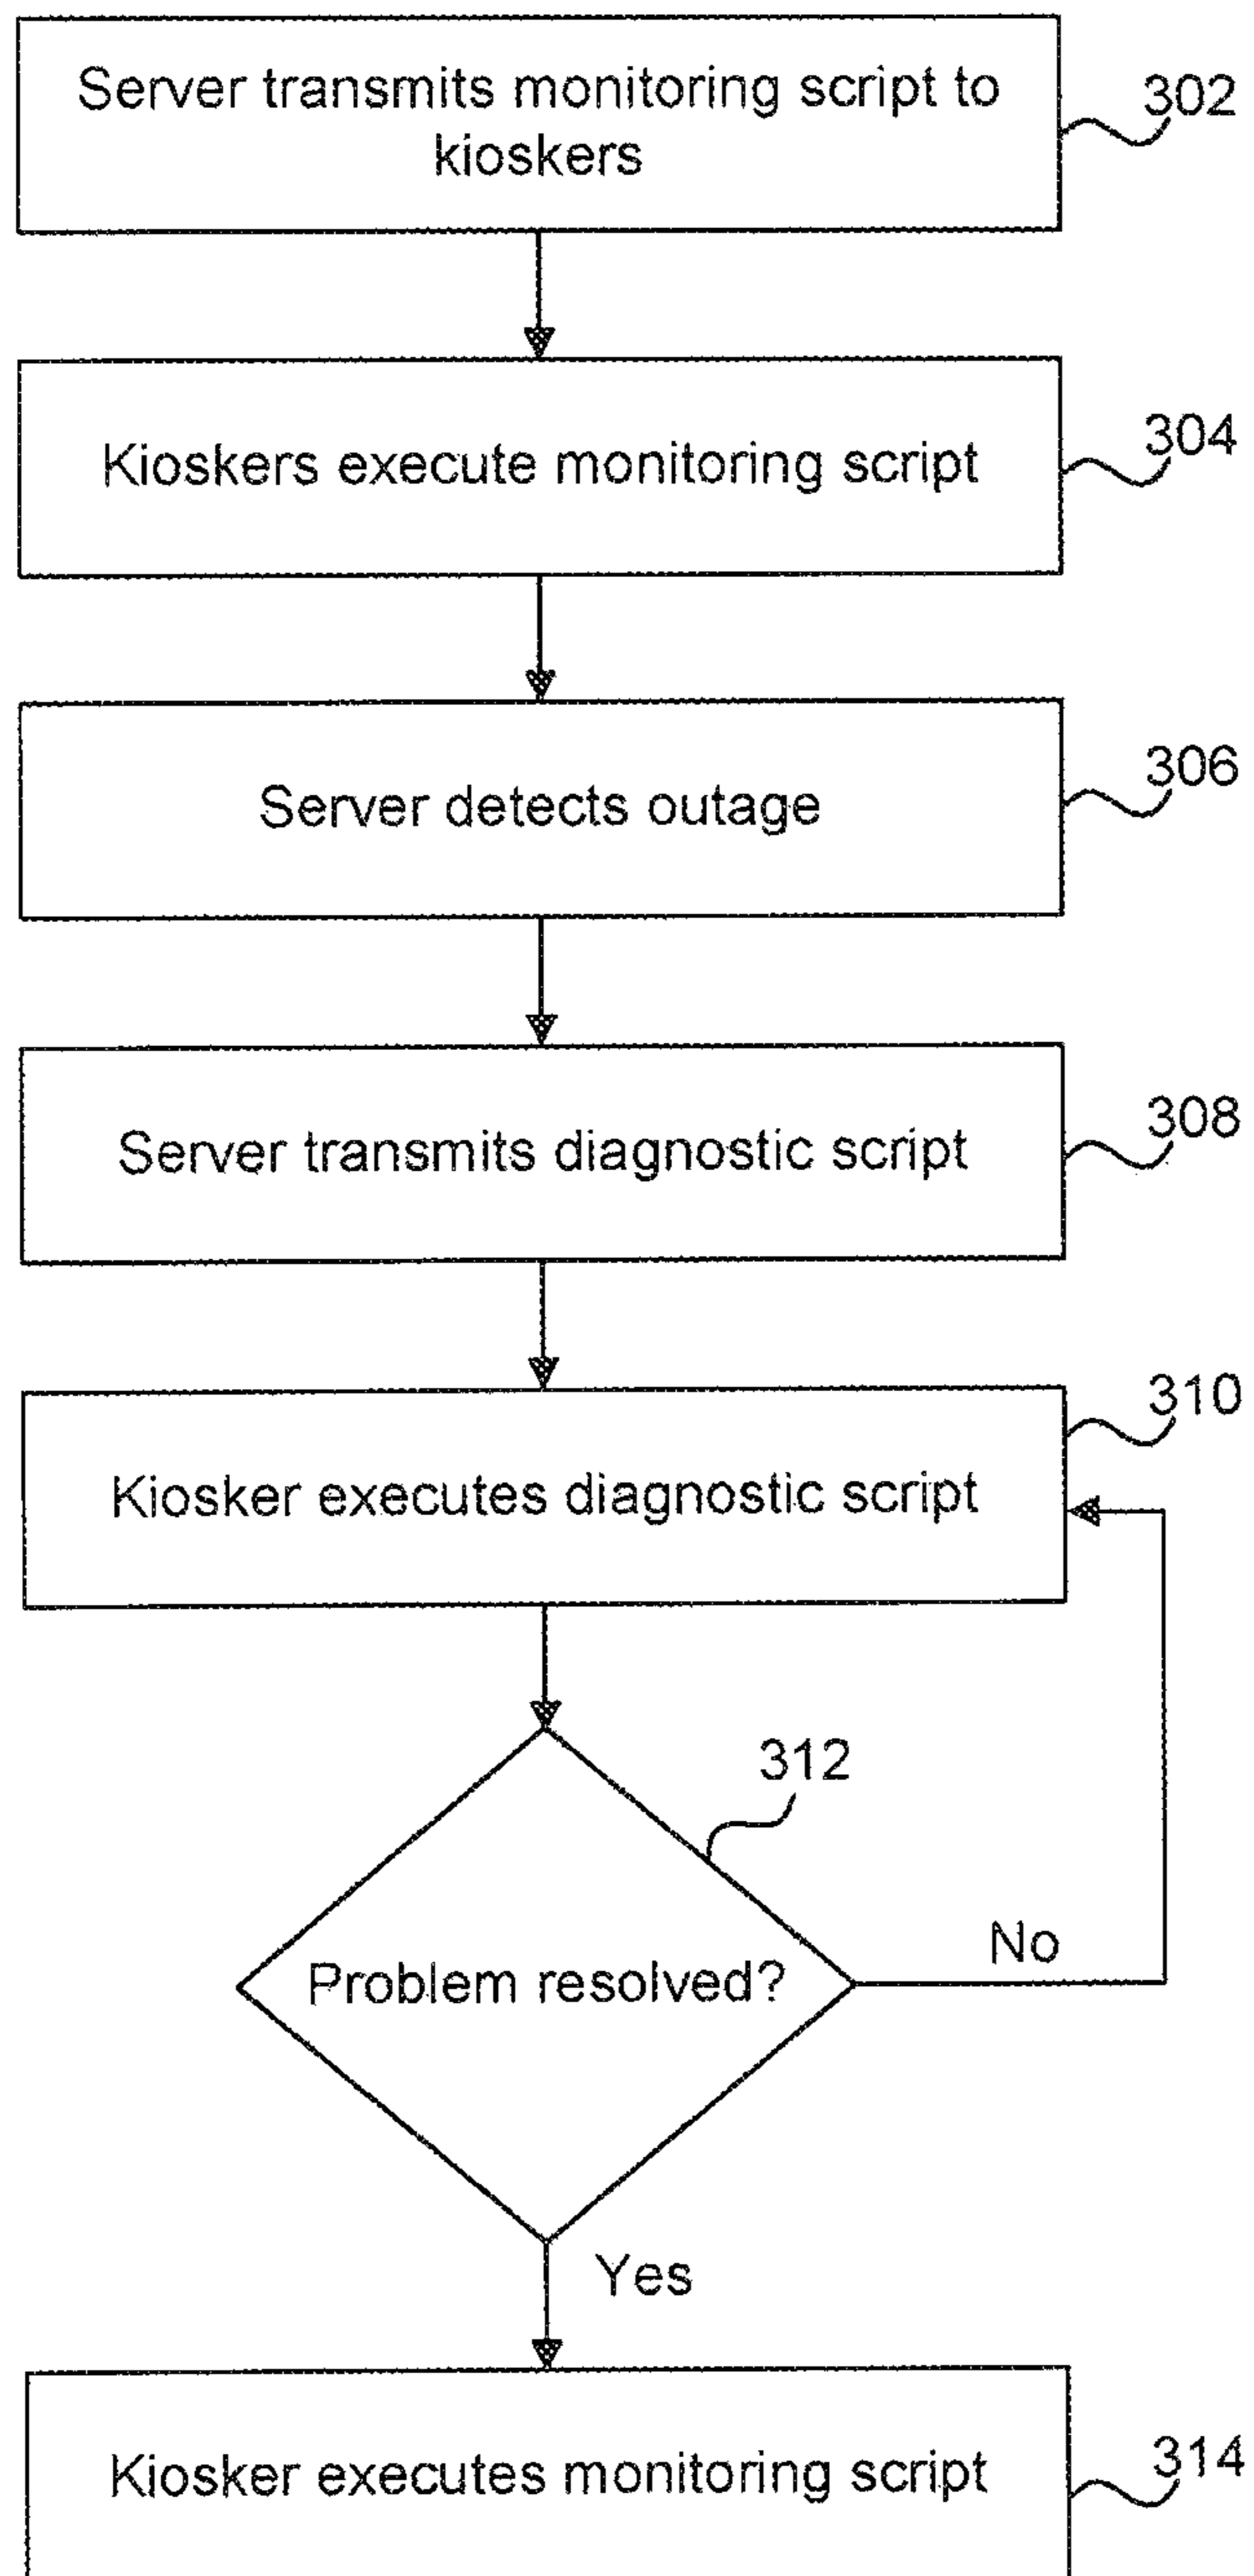 Server transmits monitoring script to
kioskers
302
Kioskers execute monitoring script
304
Server detects outage
306
Server transmits diagnostic script
308
310
Kiosker executes diagnostic script
312
Problem resolved?
No
Yes
Kiosker executes monitoring script
314